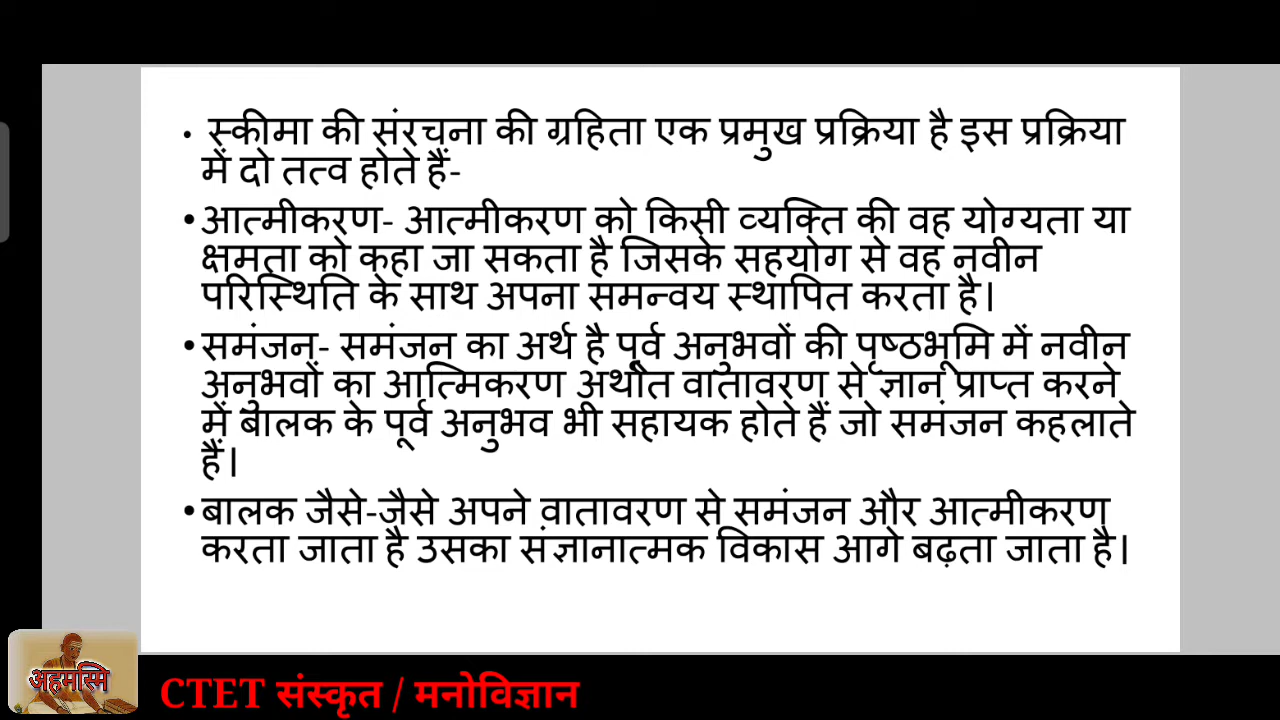 • स्कीमा की संरचना की ग्रहिता एक प्रमुख प्रक्रिया है इस प्रक्रिया
में दो तत्व होते हैं-
• आत्मीकरण- आत्मीकरण को किसी व्यक्ति की वह योग्यता या
क्षमता को कहा जा सकता है जिसके सहयोग से वह नवीन
परिस्थिति के साथ अपना समन्वय स्थापित करता है।
• समंजन- समंजन का अर्थ है पूर्व अनुभवों की पृष्ठभूमि में नवीन
अनुभवों का आत्मिकरण अर्थात वातावरण से ज्ञान प्राप्त करने
में बालक के पूर्व अनुभव भी सहायक होते हैं जो समंजन कहलाते
हैं।
• बालक जैसे-जैसे अपने वातावरण से समंजन और आत्मीकरण
करता जाता है उसका संज्ञानात्मक विकास आगे बढ़ता जाता है।
अहमस्मि
CTET संस्कृत / मनोविज्ञान